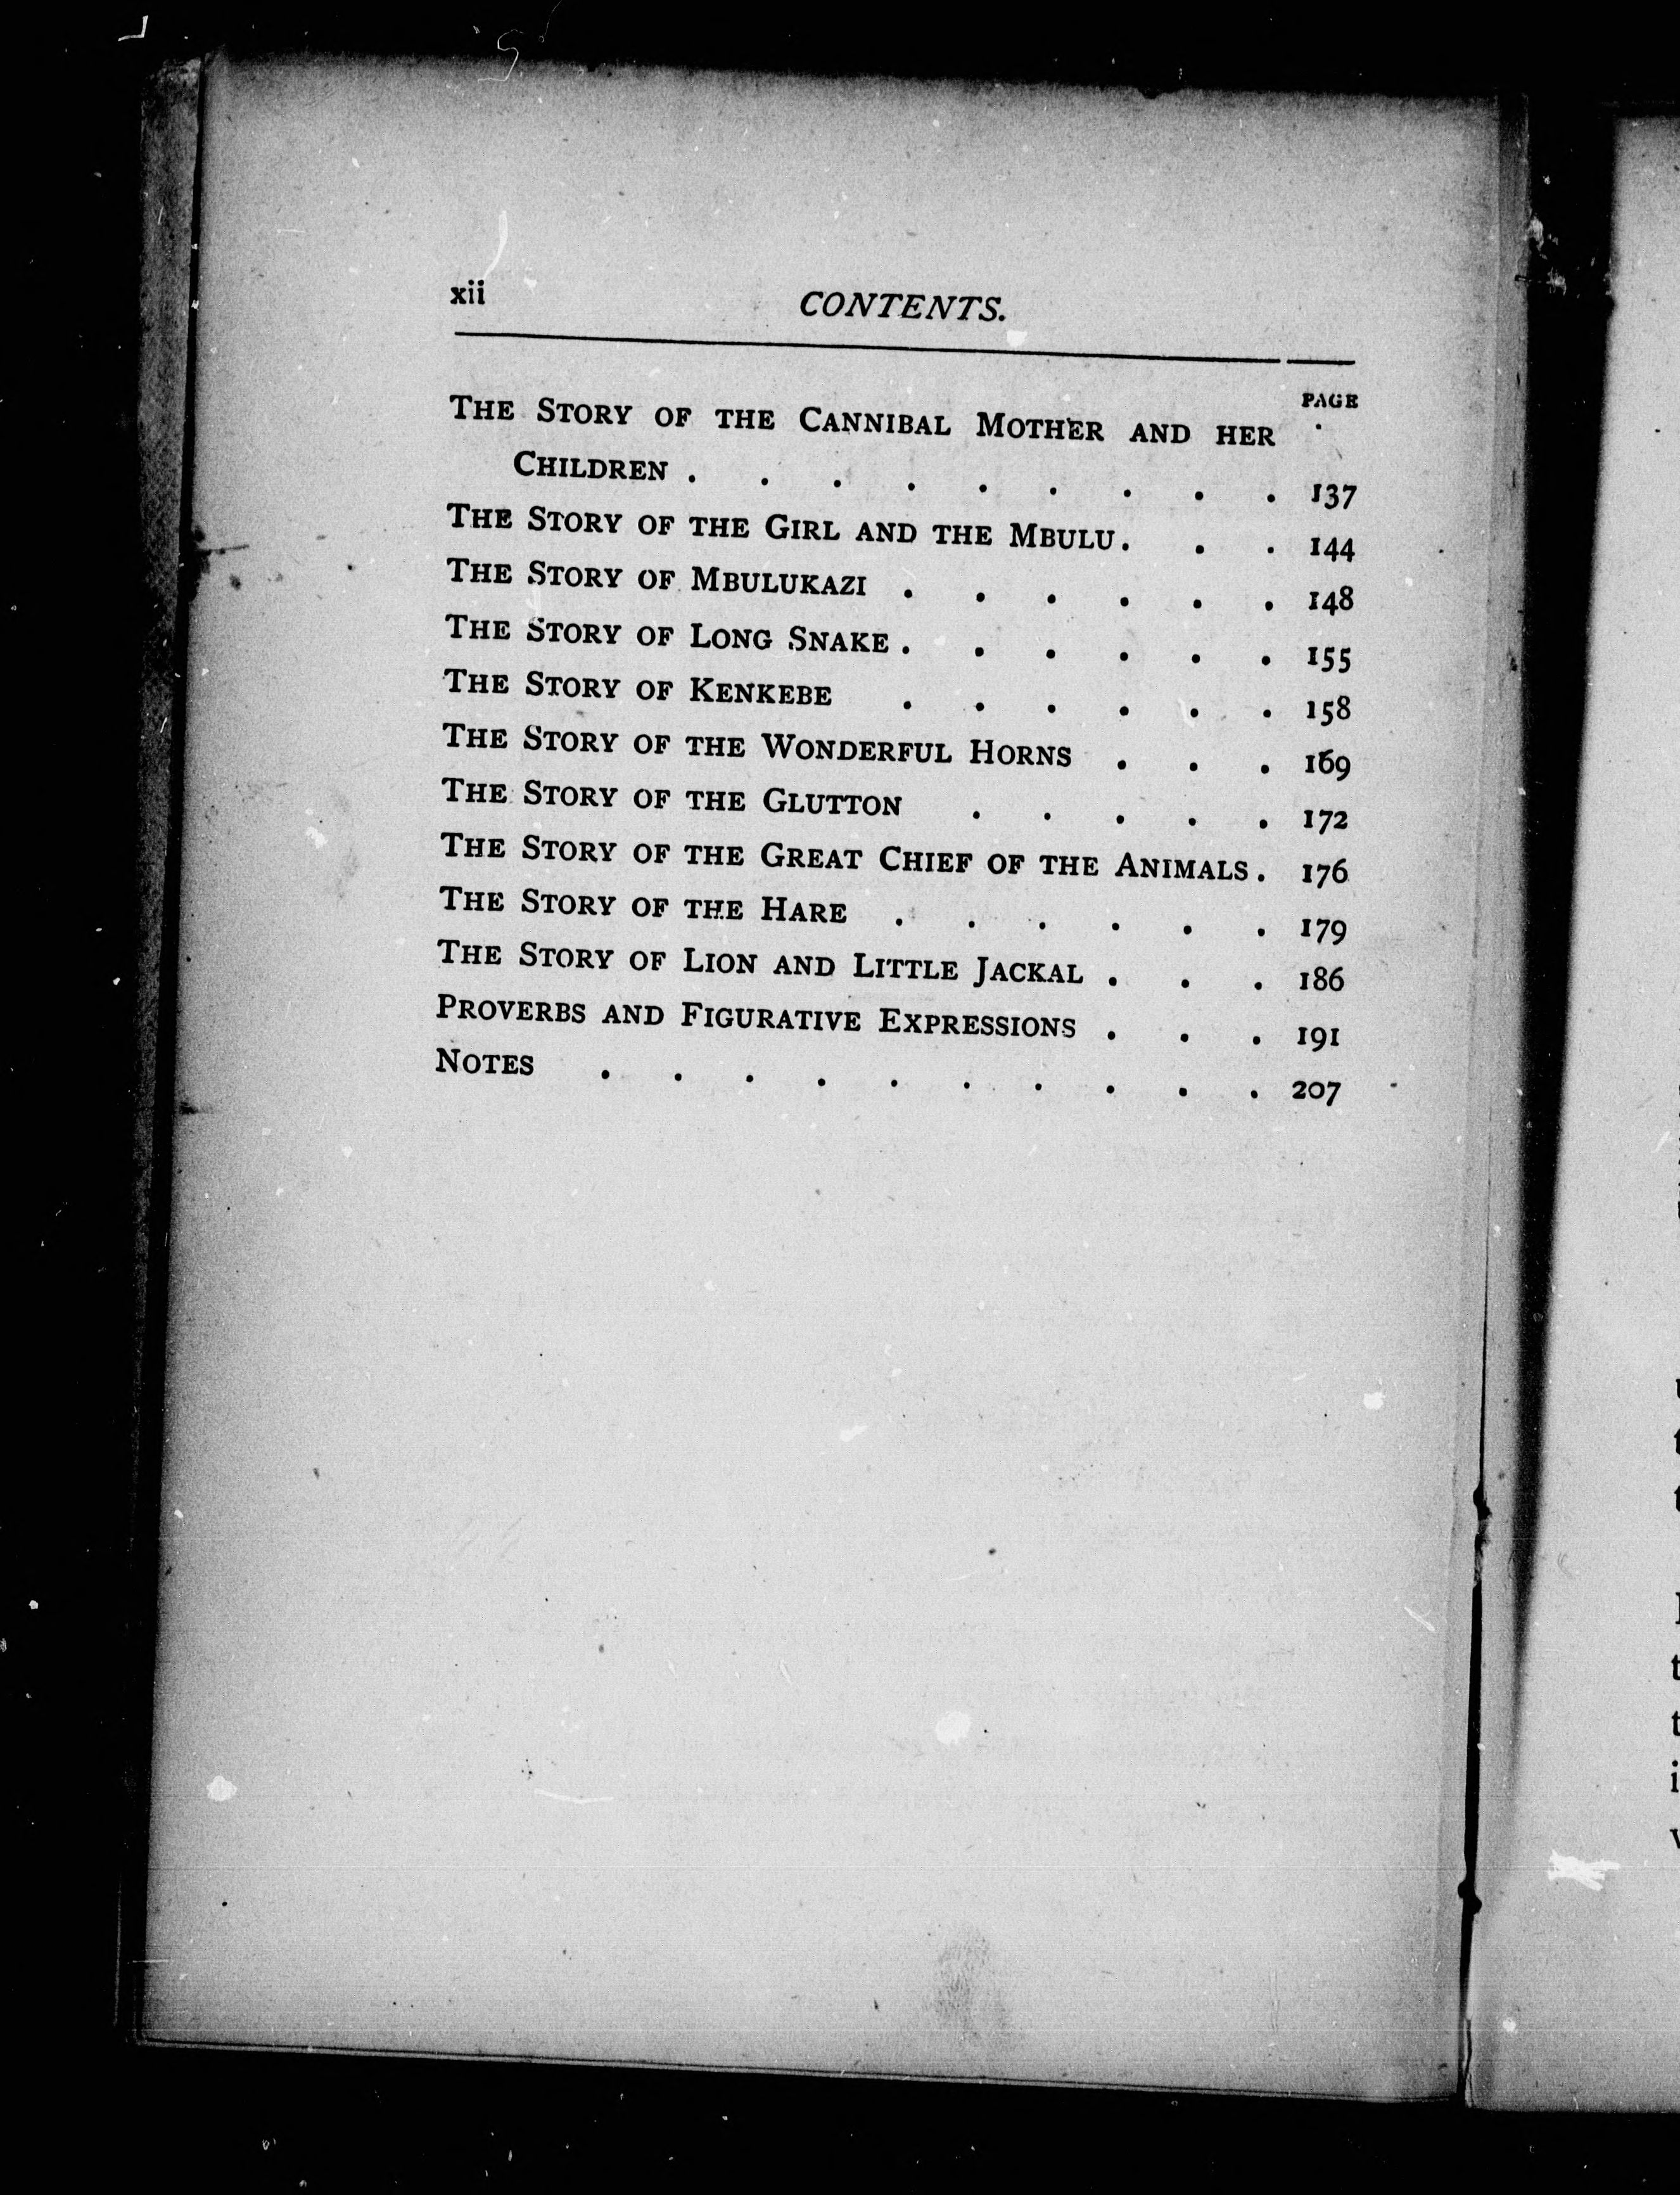 xii
CONTENTS.
PAGE
THE STORY OF THE CANNIBAL MOTHER AND HER
CHILDREN . . . . . . . . . 137
THE STORY OF THE GIRL AND THE MBULU . . . 144
THE STORY OF MBULUKAZI . . . . . . 148
THE STORY OF LONG SNAKE . . . . . . 155
THE STORY OF KENKEBE . . . . . . 158
THE STORY OF THE WONDERFUL HORNS . . . 169
THE STORY OF THE GLUTTON . . . . . 172
THE STORY OF THE GREAT CHIEF OF THE ANIMALS . 176
THE STORY OF THE HARE . . . . . . 179
THE STORY OF LION AND LITTLE JACKAL . . . 186
PROVERBS AND FIGURATIVE EXPRESSIONS . . . 191
NOTES . . . . . . . . . . 207